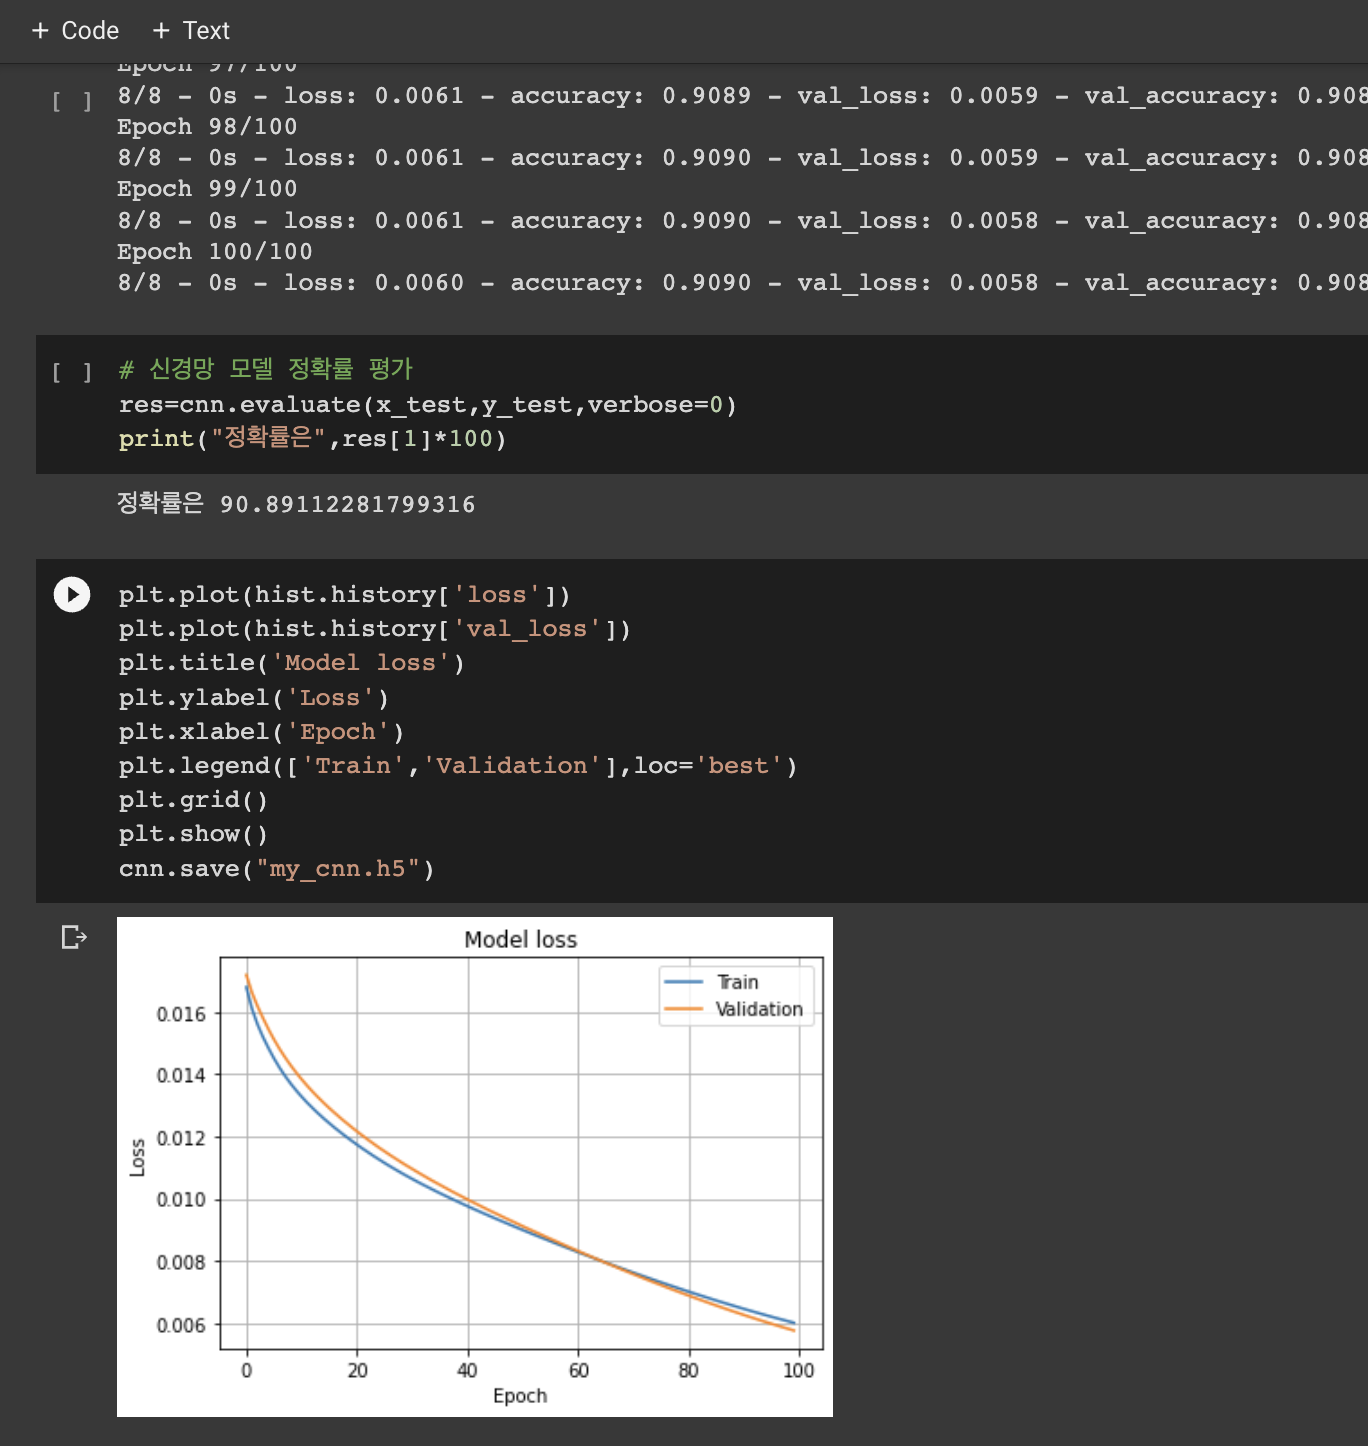 + Code + Text
Epoch 97/100
[ ] 8/8 - 0s - loss: 0.0061 - accuracy: 0.9089 - val_loss: 0.0059 - val_accuracy: 0.908
Epoch 98/100
8/8 - 0s - loss: 0.0061 - accuracy: 0.9090 - val_loss: 0.0059 - val_accuracy: 0.908
Epoch 99/100
8/8 - 0s - loss: 0.0061 - accuracy: 0.9090 - val_loss: 0.0058 - val_accuracy: 0.908
Epoch 100/100
8/8 - 0s - loss: 0.0060 - accuracy: 0.9090 - val_loss: 0.0058 - val_accuracy: 0.908
[ ] # 신경망 모델 정확률 평가
res=cnn.evaluate(x_test,y_test,verbose=0)
print("정확률은",res[1]*100)
정확률은 90.89112281799316
plt.plot(hist.history['loss'])
plt.plot(hist.history['val_loss'])
plt.title('Model loss')
plt.ylabel('Loss')
plt.xlabel('Epoch')
plt.legend(['Train','Validation'],loc='best')
plt.grid()
plt.show()
cnn.save("my_cnn.h5")
Model loss
Train
Validation
0.016
0.014
0.012
0.010
0.008
0.006
Loss
0 20 40 60 80 100
Epoch